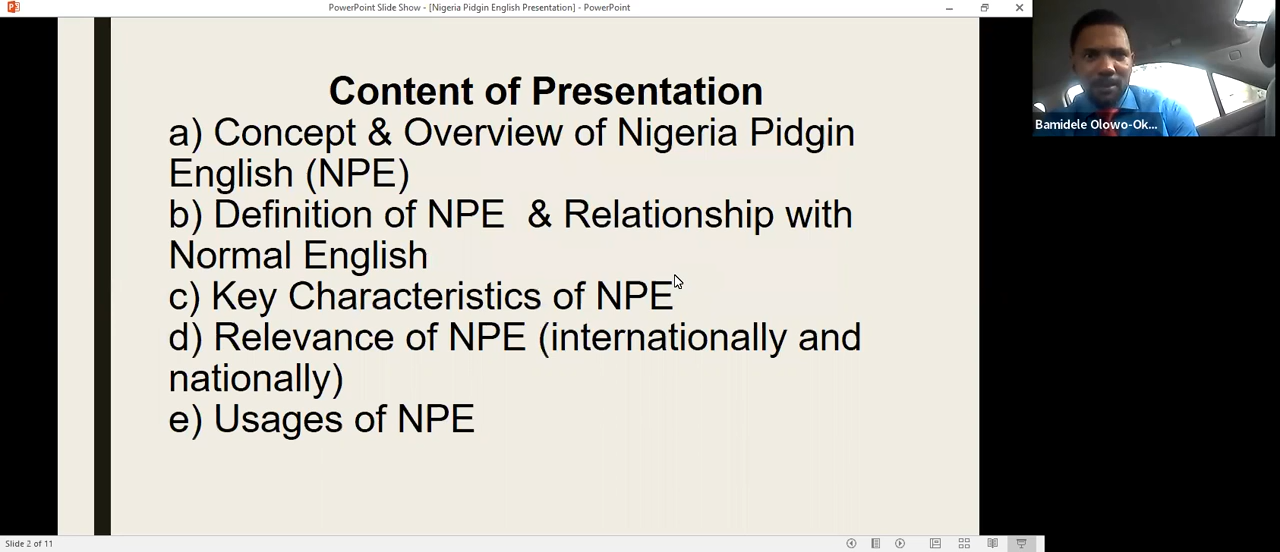 PowerPoint Slide Show - [Nigeria Pidgin English Presentation] - PowerPoint
Content of Presentation
a) Concept & Overview of Nigeria Pidgin
English (NPE)
b) Definition of NPE & Relationship with
Normal English
c) Key Characteristics of NPE
d) Relevance of NPE (internationally and
nationally)
e) Usages of NPE
Bamidele Olowo-Ok...
Slide 2 of 11